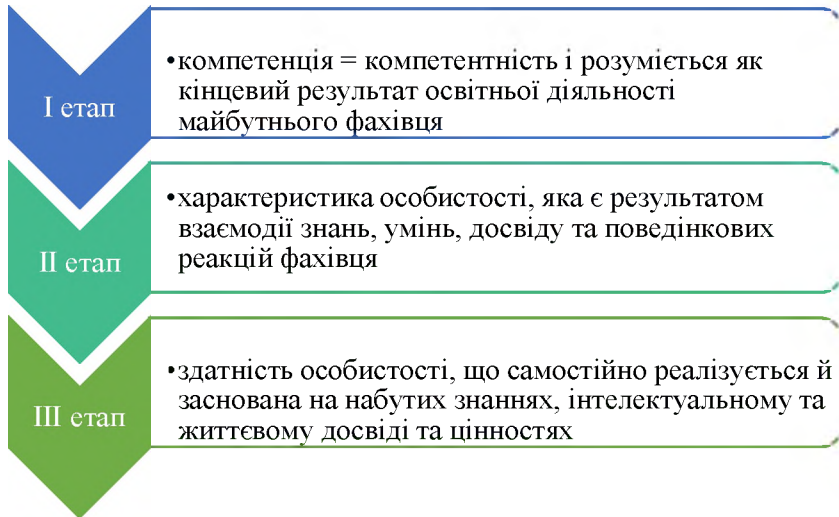 І етап
•компетенція = компетентність і розуміється як
кінцевий результат освітньої діяльності
майбутнього фахівця
ІІ етап
•характеристика особистості, яка є результатом
взаємодії знань, умінь, досвіду та поведінкових
реакцій фахівця
ІІІ етап
•здатність особистості, що самостійно реалізується й
заснована на набутих знаннях, інтелектуальному та
життєвому досвіді та цінностях